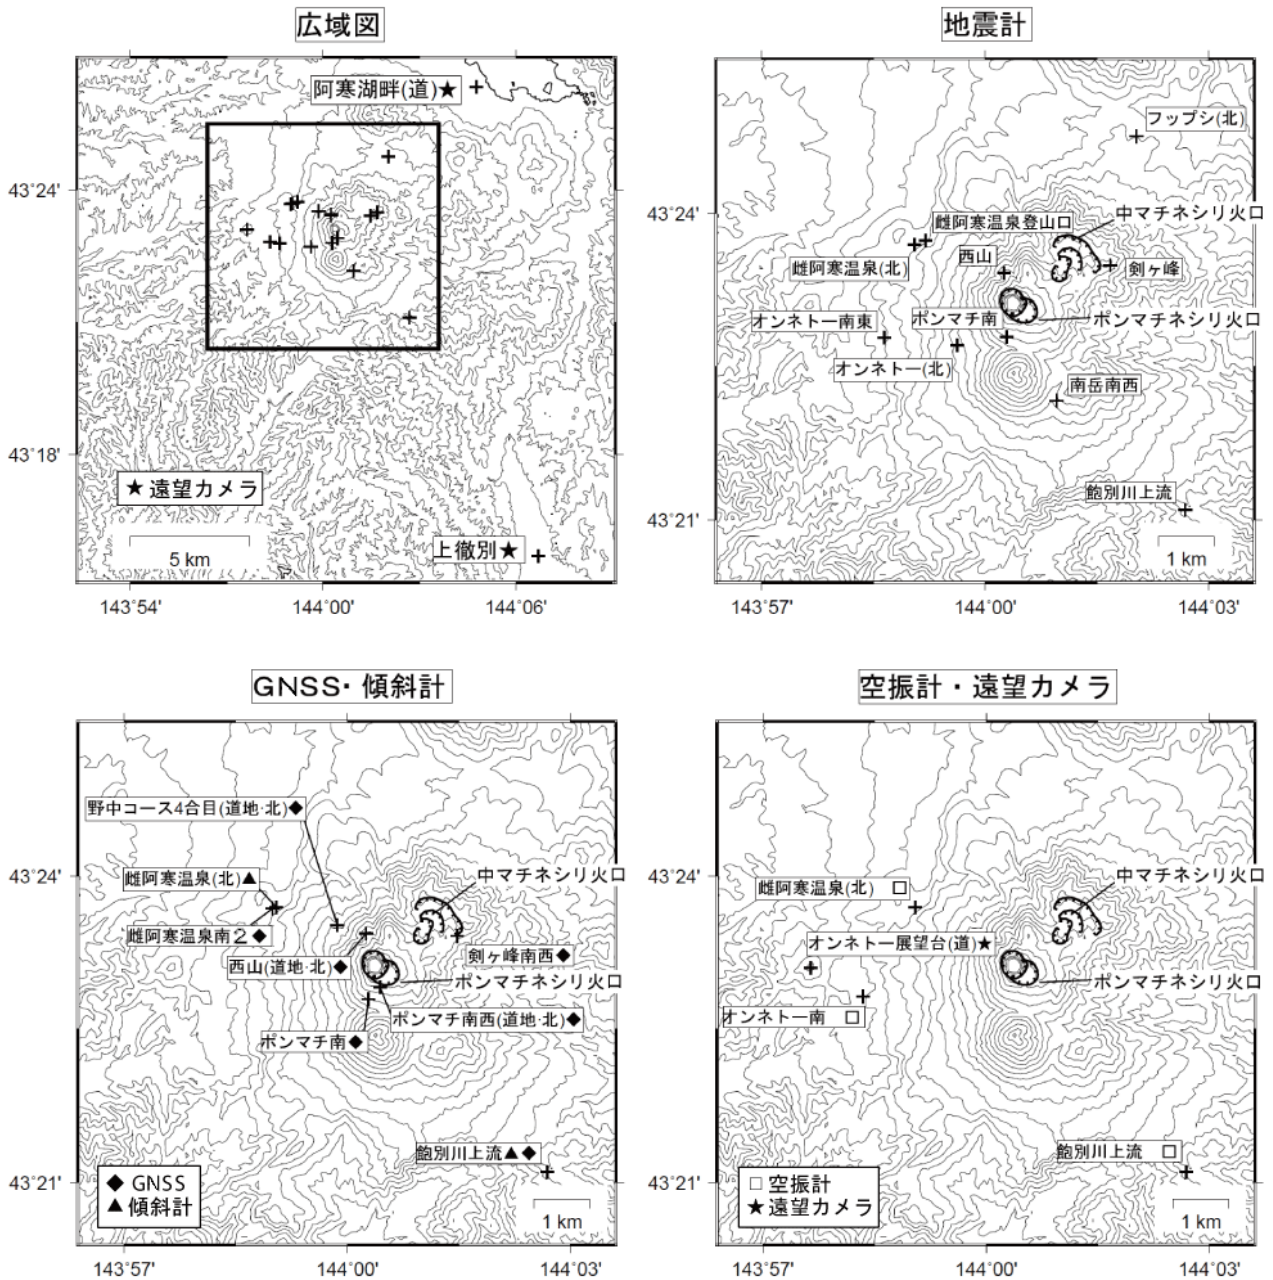 広域図
阿寒湖畔(道)★
43°24'
43°18'
★遠望カメラ
5 km
上徹別★
143°54'
144°00'
144°06'
地震計
フップシ(北)
43°24'
雌阿寒温泉登山口
中マチネシリ火口
雌阿寒温泉(北)
西山
剣ヶ峰
オンネトー南東
ポンマチ南
ポンマチネシリ火口
オンネトー(北)
南岳南西
飽別川上流
43°21'
1 km
143°57'
144°00'
144°03'
GNSS・傾斜計
野中コース4合目(道地・北)◆
43°24'
雌阿寒温泉(北)▲
中マチネシリ火口
雌阿寒温泉南2◆
西山(道地・北)◆
剣ヶ峰南西◆
ポンマチネシリ火口
ポンマチ南西(道地・北)◆
ポンマチ南◆
飽別川上流▲◆
43°21'
◆ GNSS
▲傾斜計
1 km
143°57'
144°00'
144°03'
空振計・遠望カメラ
43°24'
雌阿寒温泉(北) □
中マチネシリ火口
オンネトー展望台(道)★
ポンマチネシリ火口
オンネトー南 □
飽別川上流 □
43°21'
□ 空振計
★遠望カメラ
1 km
143°57'
144°00'
144°03'